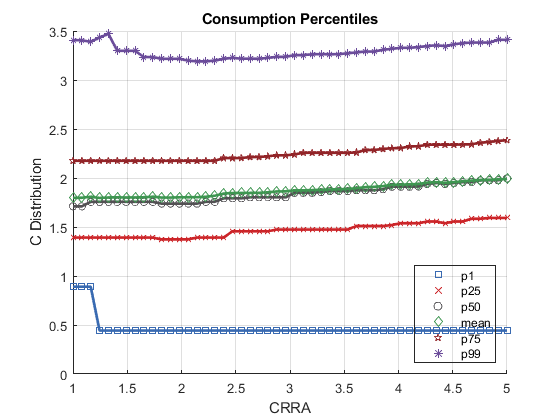 Consumption Percentiles
3.5
3
2.5
2
1.5
1
0.5
0
C Distribution
p1
p25
p50
mean
p75
p99
1 1.5 2 2.5 3 3.5 4 4.5 5
CRRA